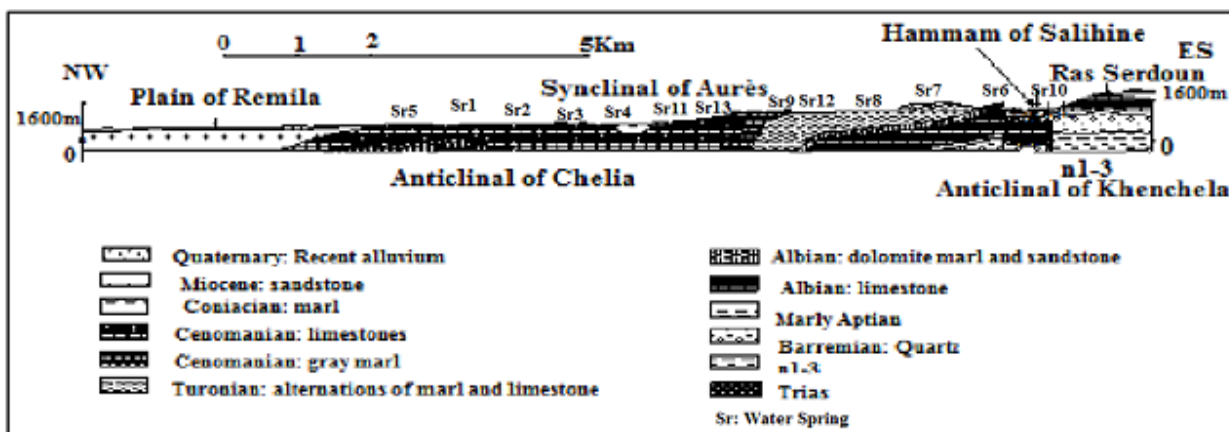 0 1 2 5Km
Hammam of Salihine
NW
ES
Plain of Remila
Synclinal of Aurès
Ras Serdoun
1600m
1600m
Sr5 Sr1 Sr2 Sr3 Sr4 Sr11 Sr13 Sr9 Sr12 Sr8 Sr7 Sr6 Sr10
0
0
Anticlinal of Chelia
n1-3
Anticlinal of Khenchela
Quaternary: Recent alluvium
Miocene: sandstone
Coniacian: marl
Cenomanian: limestones
Cenomanian: gray marl
Turonian: alternations of marl and limestone
Albian: dolomite marl and sandstone
Albian: limestone
Marly Aptian
Barremian: Quartz
n1-3
Trias
Sr: Water Spring